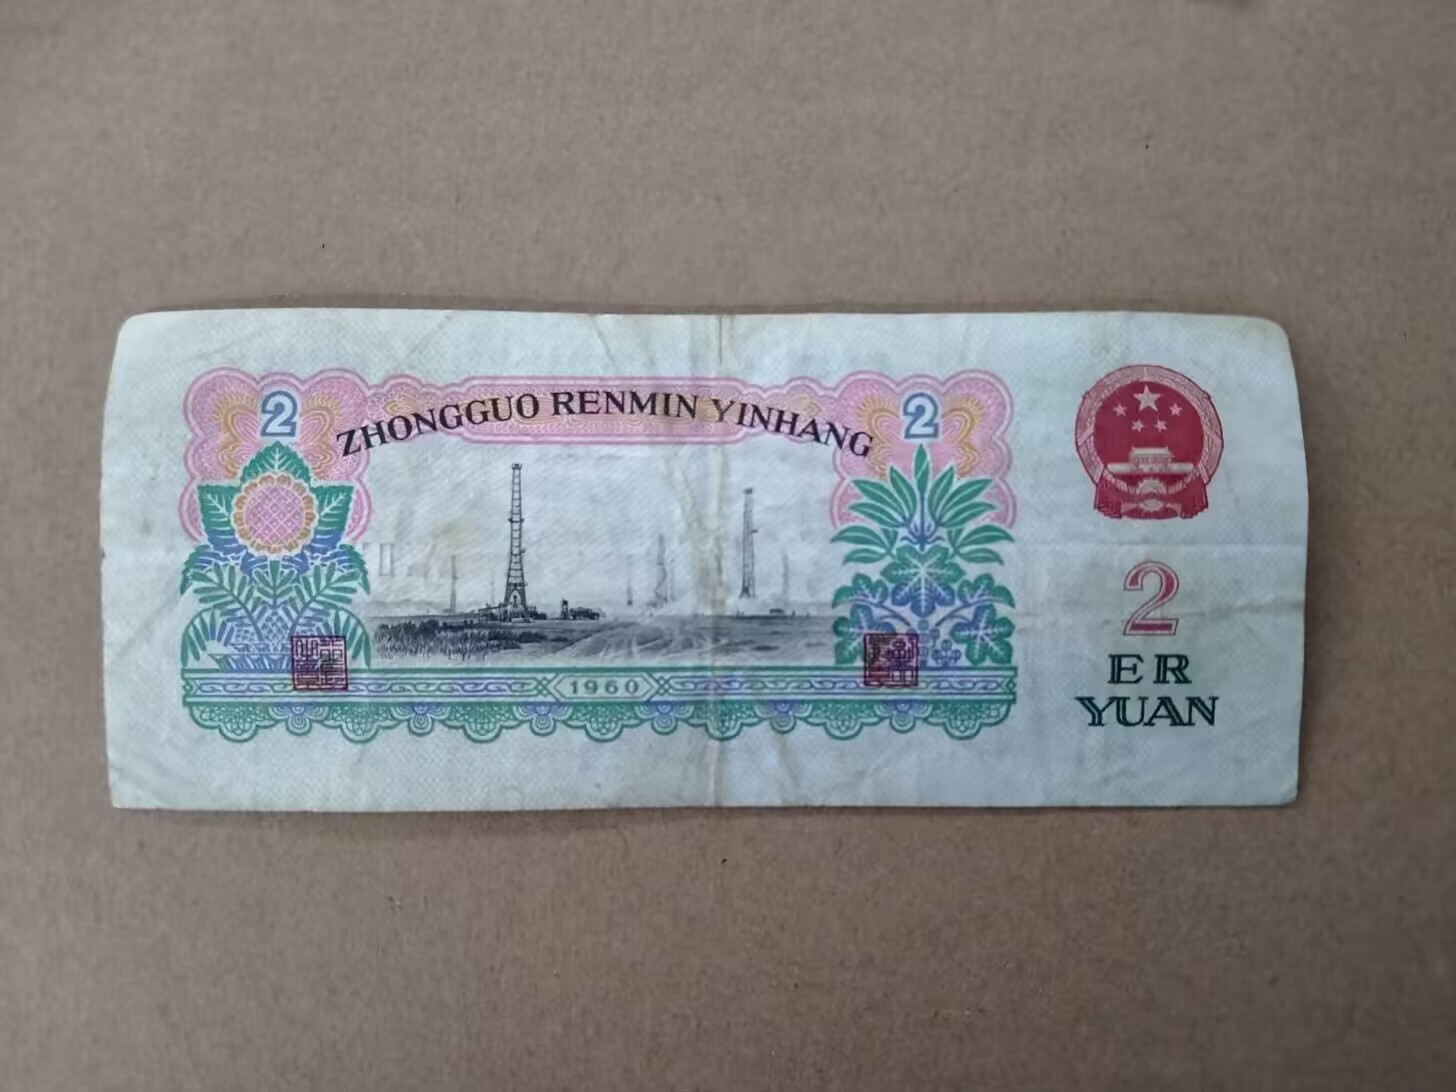 2
ZHONGGUO RENMIN YINHANG
2
1960
2
ER
YUAN